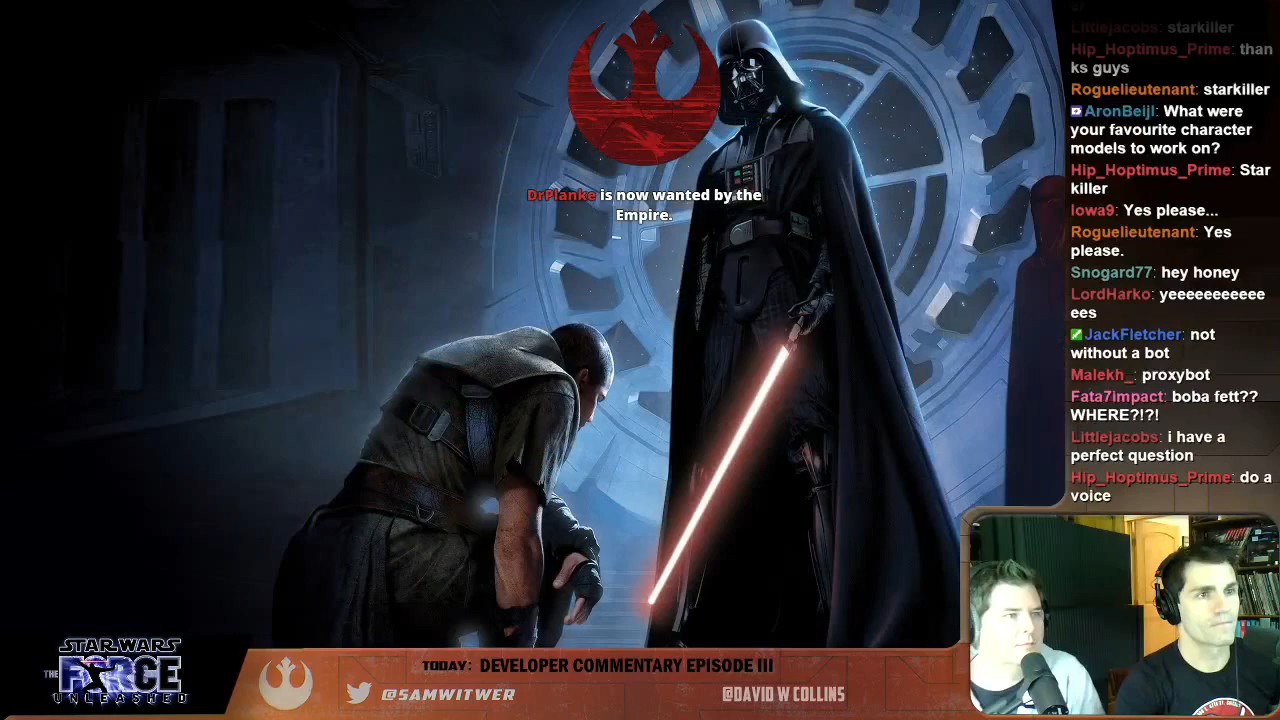 DrPlanke is now wanted by the
Empire.
Littlejacobs: starkiller
Hip_Hoptimus_Prime: than
ks guys
Roguelieutenant: starkiller
AronBeijl: What were
your favourite character
models to work on?
Hip_Hoptimus_Prime: Star
killer
Iowa9: Yes please...
Roguelieutenant: Yes
please.
Snogard77: hey honey
LordHarko: yeeeeeeeeeee
ees
JackFletcher: not
without a bot
Malekh_: proxybot
Fata7impact: boba fett??
WHERE?!?!
Littlejacobs: i have a
perfect question
Hip_Hoptimus_Prime: do a
voice
STAR WARS
THE FORCE
UNLEASHED
TODAY: DEVELOPER COMMENTARY EPISODE III
@SAMWITWER
@DAVID W COLLINS